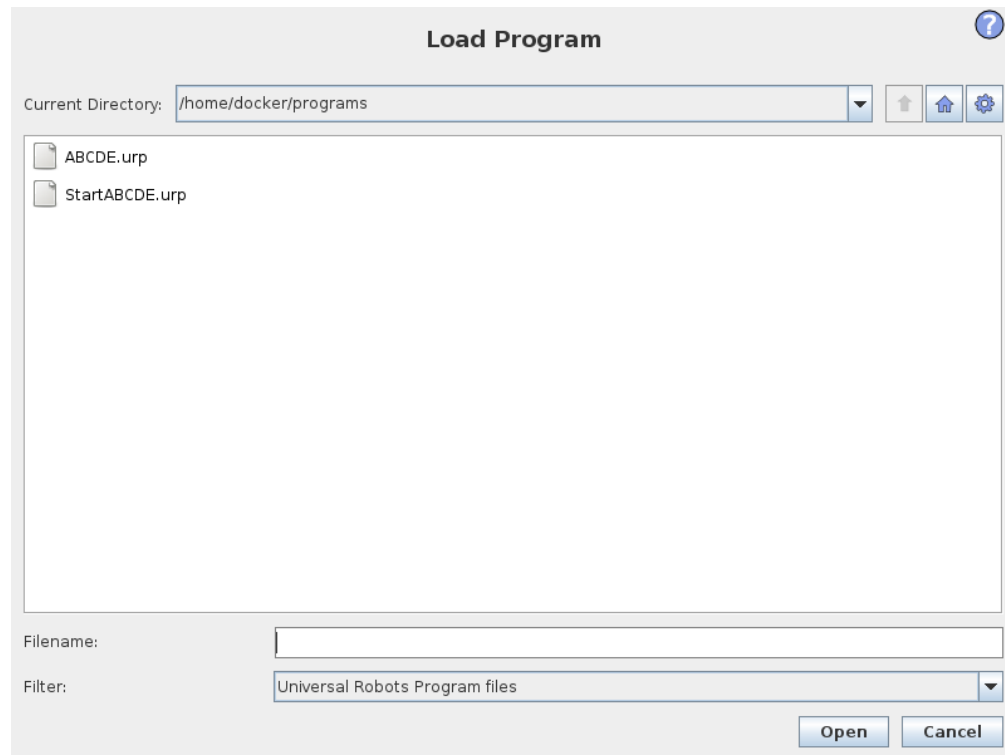 Load Program
?
Current Directory: /home/docker/programs
ABCDE.urp
StartABCDE.urp
Filename:
Filter: Universal Robots Program files
Open Cancel